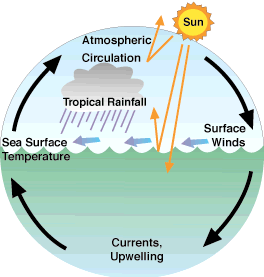 Sun
Atmospheric
Circulation
Tropical Rainfall
Sea Surface
Temperature
Surface
Winds
Currents,
Upwelling